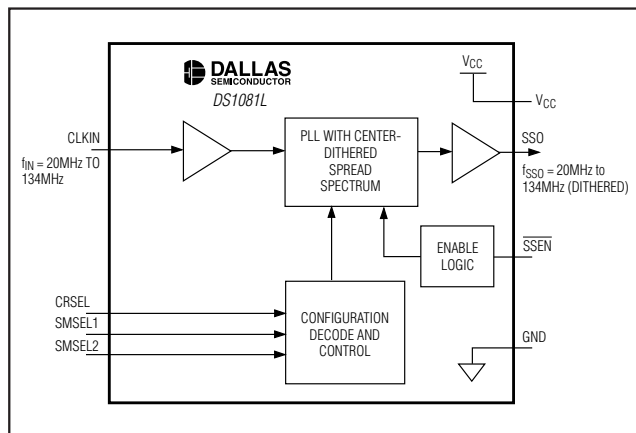 DALLAS
SEMICONDUCTOR
DS1081L
VCC
VCC
CLKIN
fIN = 20MHz TO
134MHz
PLL WITH CENTER-
DITHERED
SPREAD
SPECTRUM
SSO
fSSO = 20MHz to
134MHz (DITHERED)
ENABLE
LOGIC
SSEN
CRSEL
SMSEL1
SMSEL2
CONFIGURATION
DECODE AND
CONTROL
GND